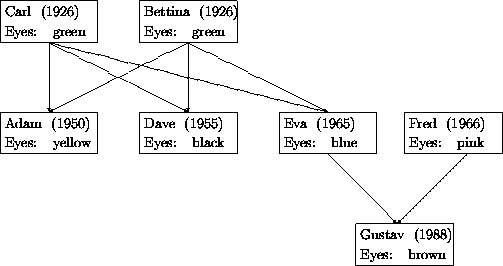 Carl (1926)
Eyes: green
Bettina (1926)
Eyes: green
Adam (1950)
Eyes: yellow
Dave (1955)
Eyes: black
Eva (1965)
Eyes: blue
Fred (1966)
Eyes: pink
Gustav (1988)
Eyes: brown